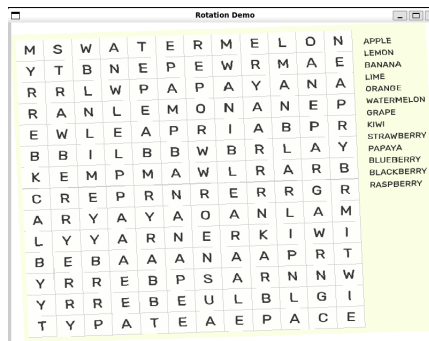 Rotation Demo
M S W A T E R M E L O N
Y T B N E P E W R M A E
R R L W P A P A Y A N A
R A N L E M O N A N E P
E W L E A P R I A B P R
B B I L B B W B R L A Y
K E M P M A W L R A R B
C R E P R N R E R R G R
A R Y A Y A O A N L A M
L Y Y A R N E R K I W I
B E B A A A N A A P R T
Y R R E B P S A R N N W
Y R R E B E U L B L G I
T Y P A T E A E P A C E
APPLE
LEMON
BANANA
LIME
ORANGE
WATERMELON
GRAPE
KIWI
STRAWBERRY
PAPAYA
BLUEBERRY
BLACKBERRY
RASPBERRY